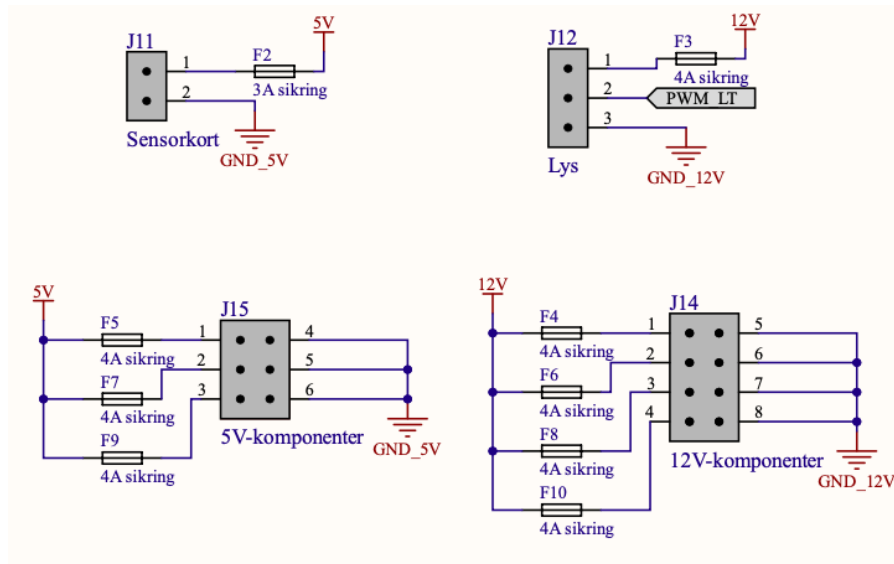 J11
1
2
F2
3A sikring
5V
GND_5V
Sensorkort
J12
1
2
3
F3
4A sikring
12V
PWM_LT
GND_12V
Lys
5V
F5
4A sikring
F7
4A sikring
F9
4A sikring
J15
1
2
3
4
5
6
5V-komponenter
GND_5V
12V
F4
4A sikring
F6
4A sikring
F8
4A sikring
F10
4A sikring
J14
1
2
3
4
5
6
7
8
12V-komponenter
GND_12V